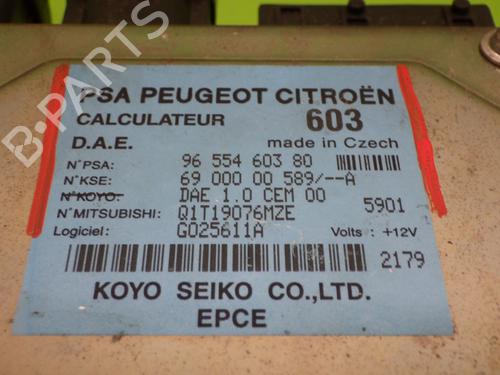 B-PARTS
PSA PEUGEOT CITROËN
CALCULATEUR 603
D.A.E. made in Czech
N°PSA: 96 554 603 80
N°KSE: 69 000 00 589/--A
N°KOYO: DAE 1.0 CEM 00
N°MITSUBISHI: Q1T19076MZE 5901
Logiciel: G025611A Volts : +12V
2179
KOYO SEIKO CO.,LTD.
EPCE